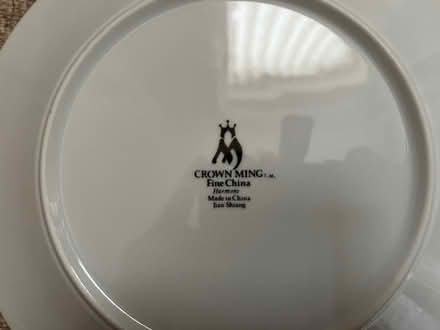 CROWN MING T.M.
Fine China
Harmony
Made in China
Jian Shiang